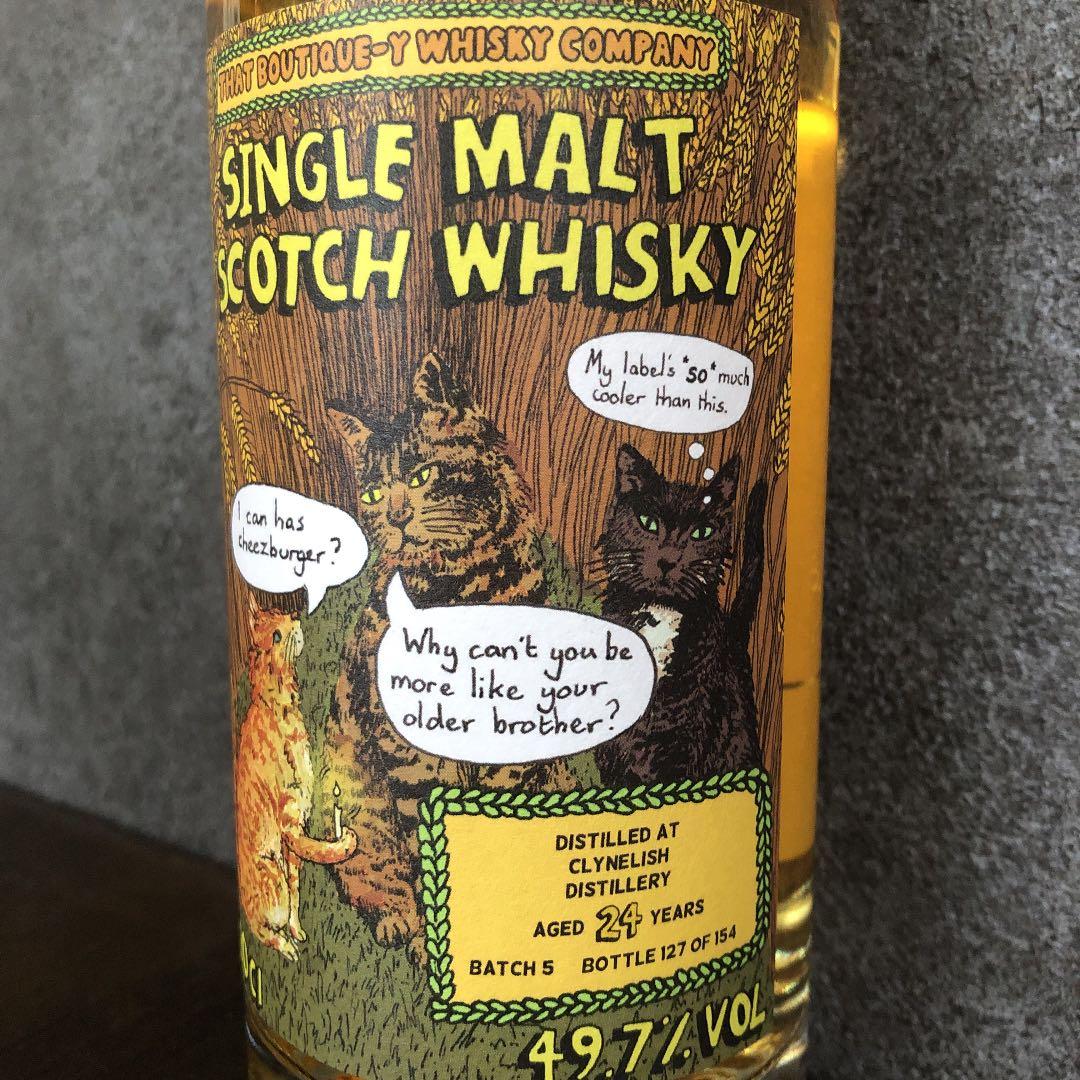 THAT BOUTIQUE-Y WHISKY COMPANY
SINGLE MALT
SCOTCH WHISKY
My label's *so* much
cooler than this.
I can has
cheezburger?
Why can't you be
more like your
older brother?
DISTILLED AT
CLYNELISH
DISTILLERY
AGED 24 YEARS
BATCH 5 BOTTLE 127 OF 154
cl
49.7% VOL